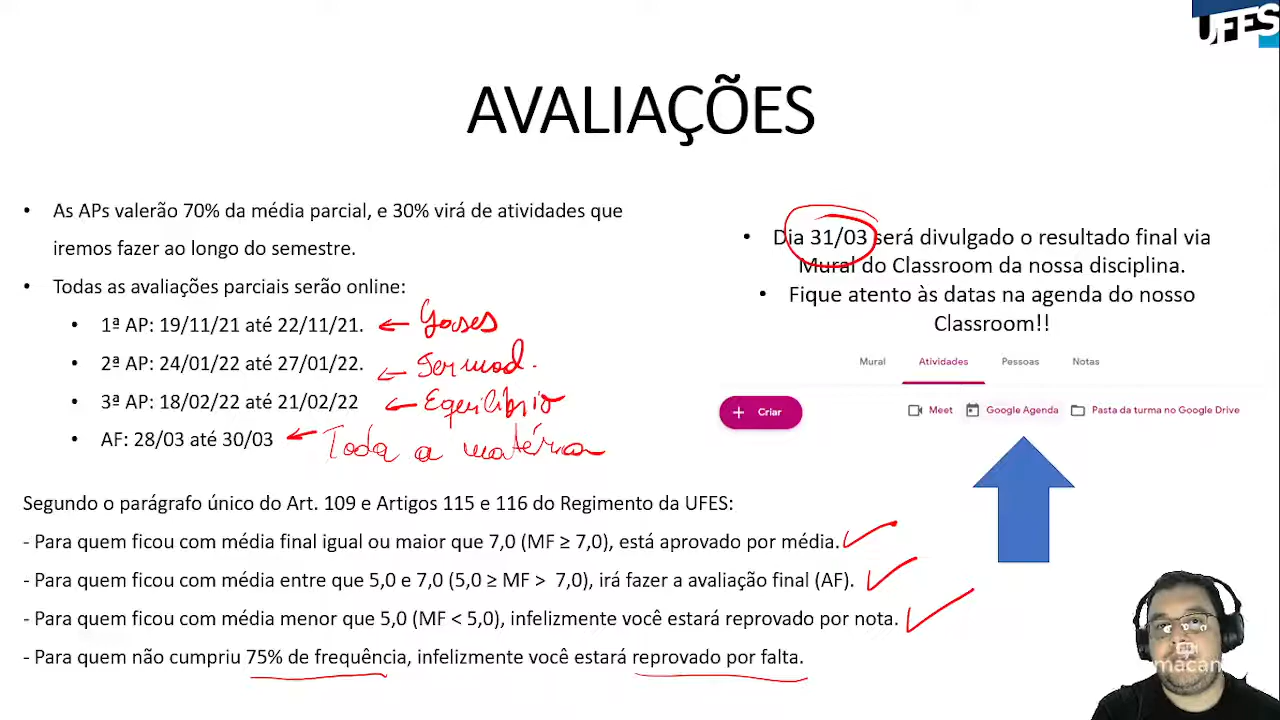 UFES
AVALIAÇÕES
• As APs valerão 70% da média parcial, e 30% virá de atividades que
iremos fazer ao longo do semestre.
• Todas as avaliações parciais serão online:
• 1ª AP: 19/11/21 até 22/11/21. ← Gases
• 2ª AP: 24/01/22 até 27/01/22. ← Termod.
• 3ª AP: 18/02/22 até 21/02/22 ← Equilíbrio
• AF: 28/03 até 30/03 ← Toda a matéria
• Dia 31/03 será divulgado o resultado final via
Mural do Classroom da nossa disciplina.
• Fique atento às datas na agenda do nosso
Classroom!!
Mural Atividades Pessoas Notas
+ Criar Meet Google Agenda Pasta da turma no Google Drive
Segundo o parágrafo único do Art. 109 e Artigos 115 e 116 do Regimento da UFES:
- Para quem ficou com média final igual ou maior que 7,0 (MF ≥ 7,0), está aprovado por média.
- Para quem ficou com média entre que 5,0 e 7,0 (5,0 ≥ MF > 7,0), irá fazer a avaliação final (AF).
- Para quem ficou com média menor que 5,0 (MF < 5,0), infelizmente você estará reprovado por nota.
- Para quem não cumpriu 75% de frequência, infelizmente você estará reprovado por falta.